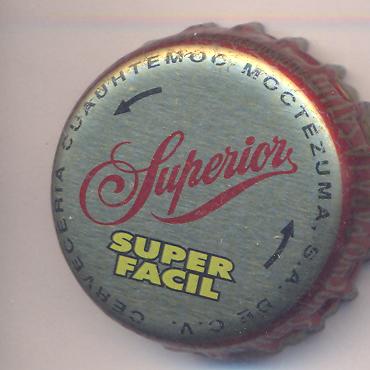 CERVECERIA CUAUHTEMOC MOCTEZUMA, S.A. DE C.V.
Superior
SUPER
FACIL